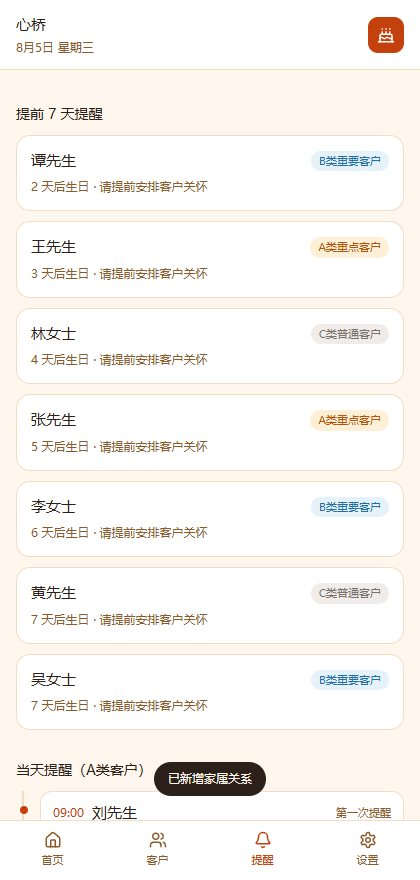 心桥
8月5日 星期三
提前 7 天提醒
谭先生
B类重要客户
2 天后生日 · 请提前安排客户关怀
王先生
A类重点客户
3 天后生日 · 请提前安排客户关怀
林女士
C类普通客户
4 天后生日 · 请提前安排客户关怀
张先生
A类重点客户
5 天后生日 · 请提前安排客户关怀
李女士
B类重要客户
6 天后生日 · 请提前安排客户关怀
黄先生
C类普通客户
7 天后生日 · 请提前安排客户关怀
吴女士
B类重要客户
7 天后生日 · 请提前安排客户关怀
当天提醒（A类客户）
已新增家属关系
09:00 刘先生
第一次提醒
首页
客户
提醒
设置